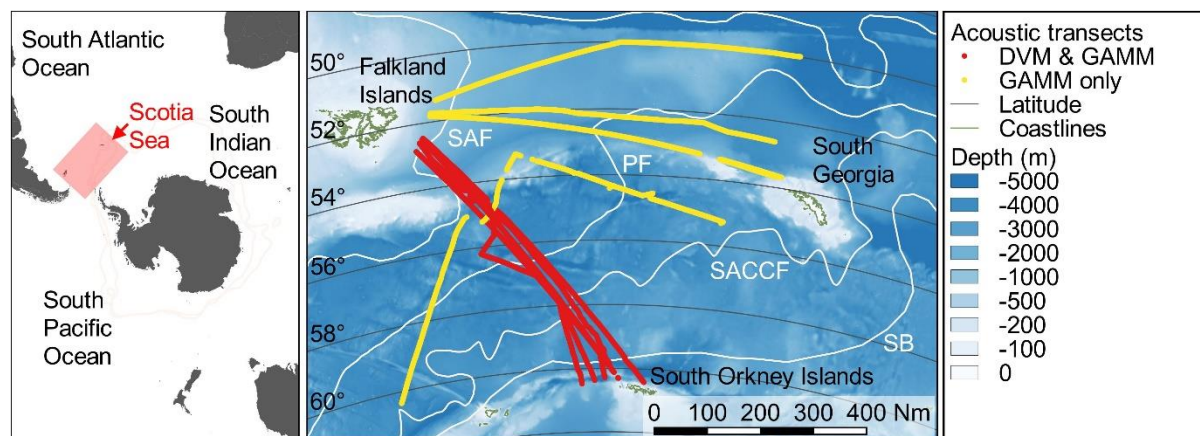 South Atlantic
Ocean
Scotia
Sea
South
Indian
Ocean
South
Pacific
Ocean
50°
Falkland
Islands
52°
SAF
PF
South
Georgia
54°
56°
SACCF
58°
SB
60°
South Orkney Islands
0 100 200 300 400 Nm
Acoustic transects
DVM & GAMM
GAMM only
Latitude
Coastlines
Depth (m)
-5000
-4000
-3000
-2000
-1000
-500
-200
-100
0